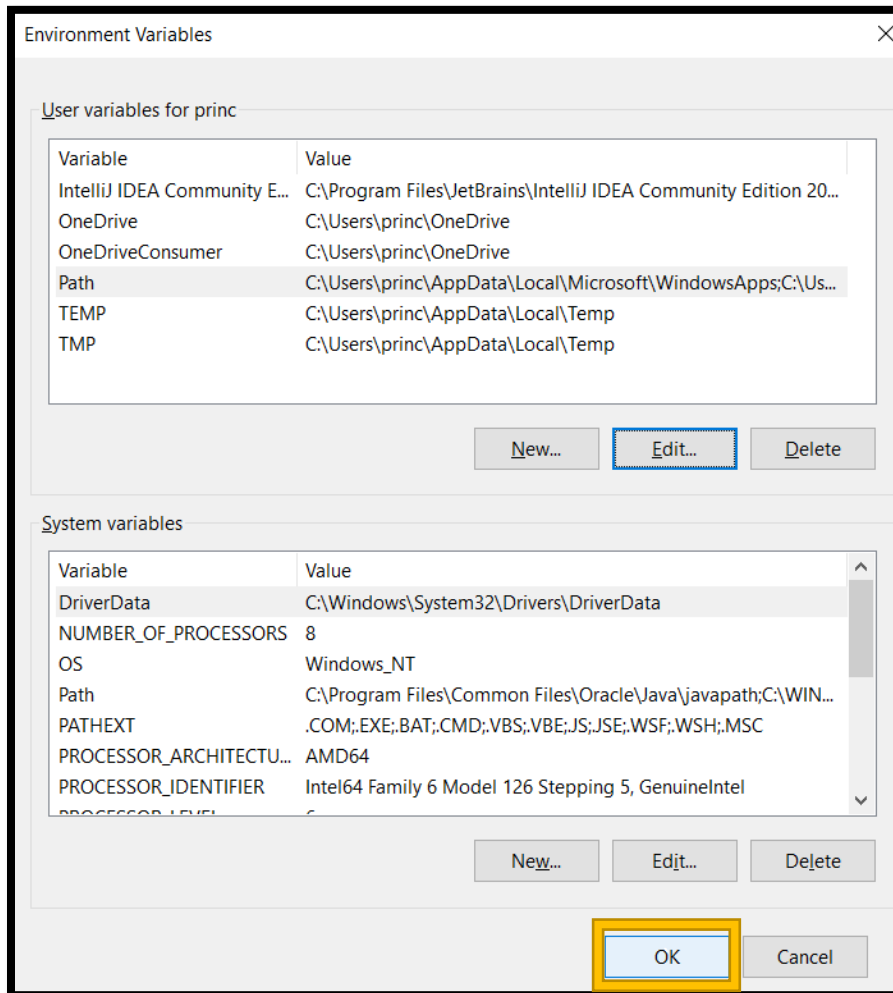 Environment Variables
User variables for princ
Variable Value
IntelliJ IDEA Community E... C:\Program Files\JetBrains\IntelliJ IDEA Community Edition 20...
OneDrive C:\Users\princ\OneDrive
OneDriveConsumer C:\Users\princ\OneDrive
Path C:\Users\princ\AppData\Local\Microsoft\WindowsApps;C:\Us...
TEMP C:\Users\princ\AppData\Local\Temp
TMP C:\Users\princ\AppData\Local\Temp
New... Edit... Delete
System variables
Variable Value
DriverData C:\Windows\System32\Drivers\DriverData
NUMBER_OF_PROCESSORS 8
OS Windows_NT
Path C:\Program Files\Common Files\Oracle\Java\javapath;C:\WIN...
PATHEXT .COM;.EXE;.BAT;.CMD;.VBS;.VBE;.JS;.JSE;.WSF;.WSH;.MSC
PROCESSOR_ARCHITECTU... AMD64
PROCESSOR_IDENTIFIER Intel64 Family 6 Model 126 Stepping 5, GenuineIntel
New... Edit... Delete
OK Cancel